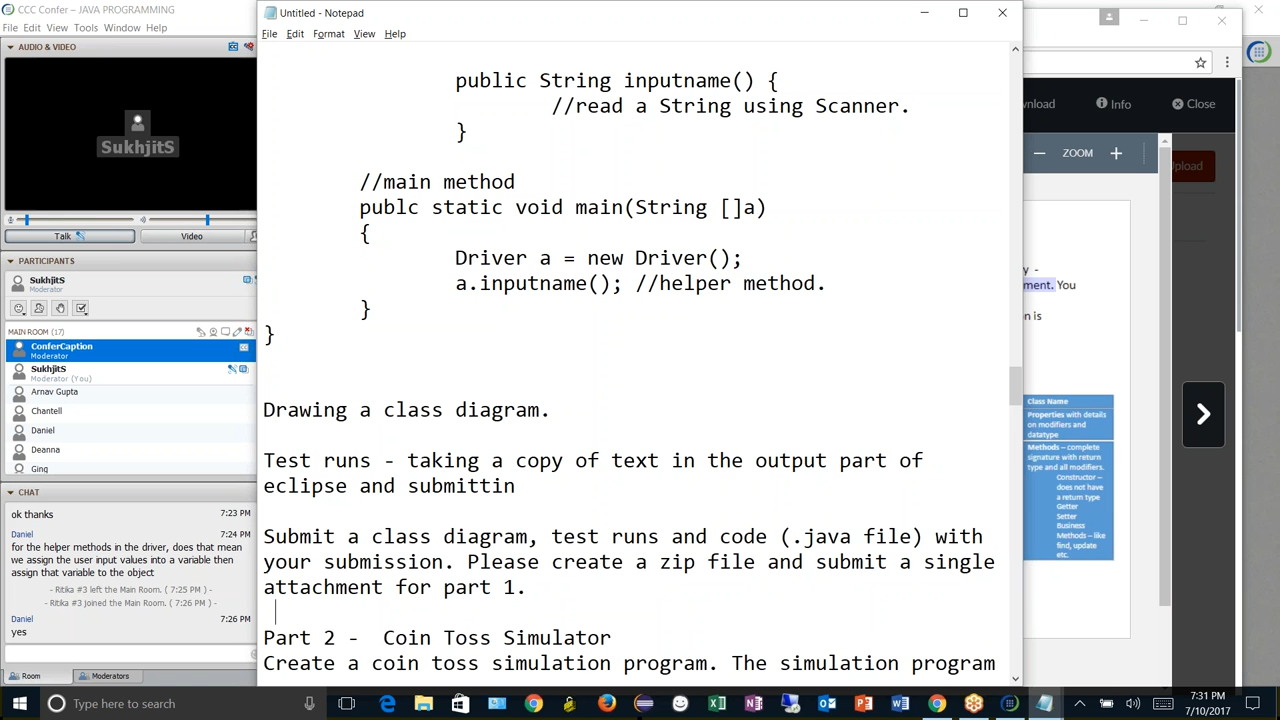 CCC Confer – JAVA PROGRAMMING
File Edit View Tools Window Help
AUDIO & VIDEO
SukhjitS
Talk
Video
PARTICIPANTS
SukhjitS
Moderator
MAIN ROOM (17)
ConferCaption
Moderator
SukhjitS
Moderator (You)
Arnav Gupta
Chantell
Daniel
Deanna
Ging
CHAT
ok thanks 7:23 PM
Daniel 7:24 PM
for the helper methods in the driver, does that mean
we assign the user input values into a variable then
assign that variable to the object
- Ritika #3 left the Main Room. ( 7:25 PM ) -
- Ritika #3 joined the Main Room. ( 7:26 PM ) -
Daniel 7:26 PM
yes
Room
Moderators
Untitled - Notepad
File Edit Format View Help
public String inputname() {
//read a String using Scanner.
}
//main method
publc static void main(String []a)
{
Driver a = new Driver();
a.inputname(); //helper method.
}
}
Drawing a class diagram.
Test runs – taking a copy of text in the output part of
eclipse and submittin
Submit a class diagram, test runs and code (.java file) with
your submission. Please create a zip file and submit a single
attachment for part 1.
Part 2 -  Coin Toss Simulator
Create a coin toss simulation program. The simulation program
wnload
Info
Close
ZOOM
pload
y -
ment. You
n is
Class Name
Properties with details
on modifiers and
datatype
Methods – complete
signature with return
type and all modifiers.
Constructor –
does not have
a return type
Getter
Setter
Business
Methods – like
find, update
etc.
Type here to search
7:31 PM
7/10/2017